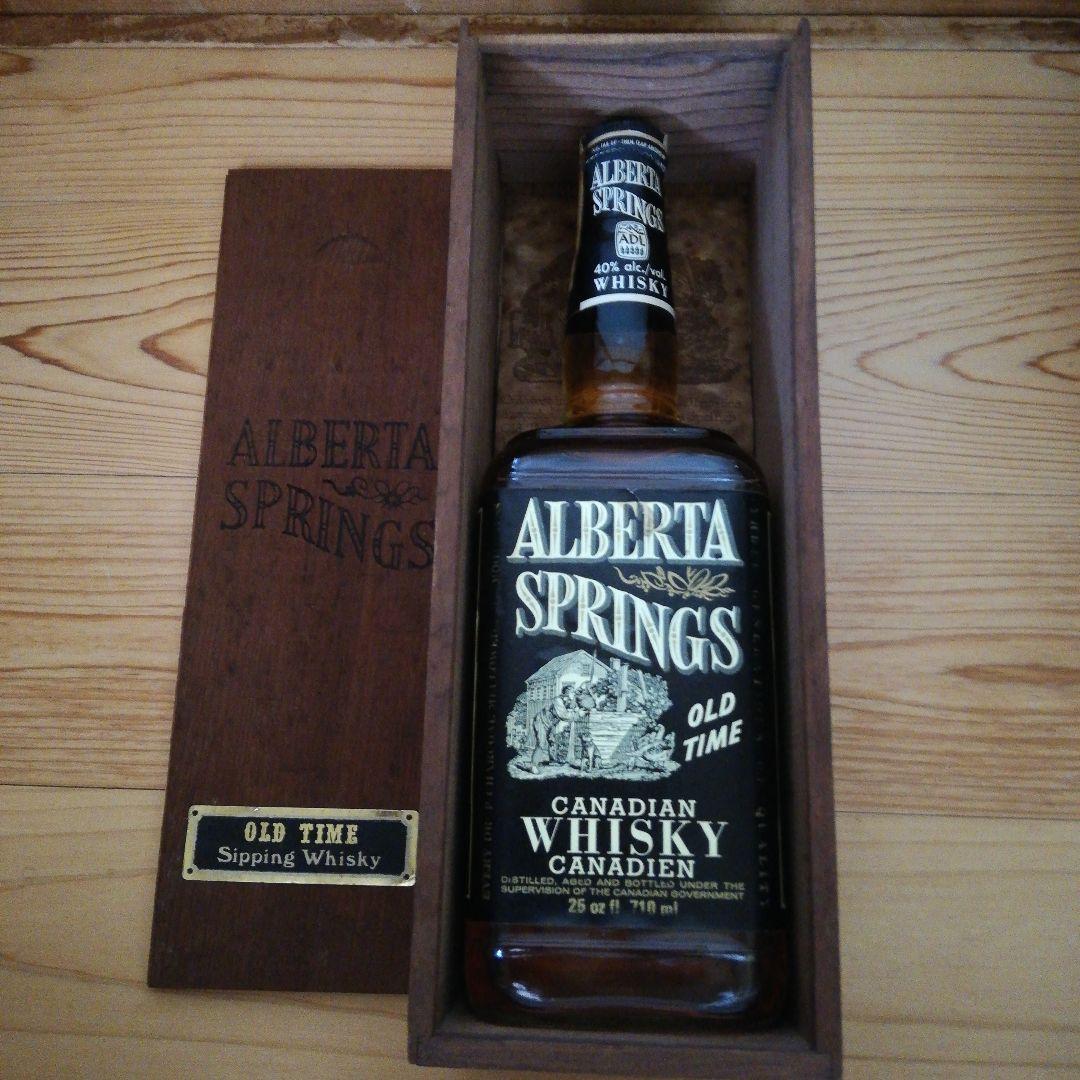 ALBERTA
SPRINGS
ADL
40% alc./vol.
WHISKY
ALBERTA
SPRINGS
OLD TIME
Sipping Whisky
ALBERTA
SPRINGS
OLD
TIME
CANADIAN
WHISKY
CANADIEN
DISTILLED, AGED AND BOTTLED UNDER THE
SUPERVISION OF THE CANADIAN GOVERNMENT
25 oz fl 710 ml